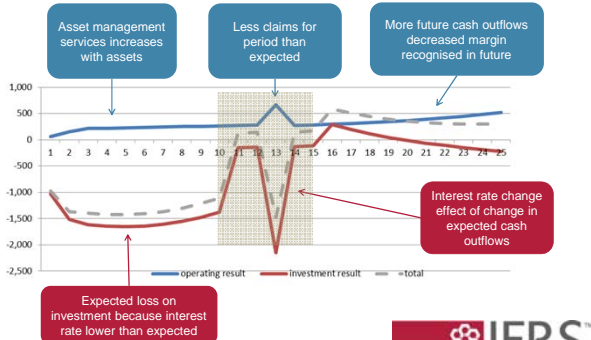 Asset management
services increases
with assets
Less claims for
period than
expected
More future cash outflows
decreased margin
recognised in future
1,000
500
0
-500
-1,000
-1,500
-2,000
-2,500
1 2 3 4 5 6 7 8 9 10 11 12 13 14 15 16 17 18 19 20 21 22 23 24 25
Interest rate change
effect of change in
expected cash
outflows
operating result investment result total
Expected loss on
investment because interest
rate lower than expected
IFRS™